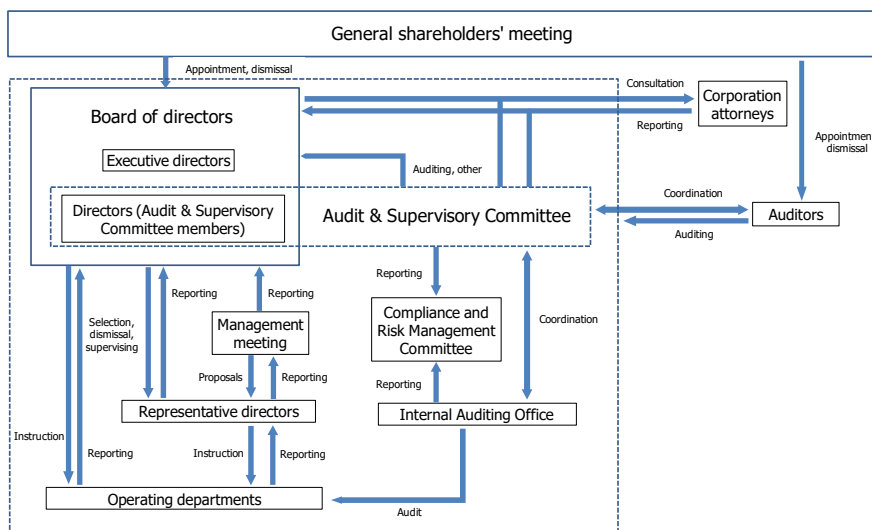 General shareholders' meeting
Appointment, dismissal
Consultation
Corporation
attorneys
Board of directors
Reporting
Appointment,
dismissal
Executive directors
Auditing, other
Directors (Audit & Supervisory
Committee members)
Audit & Supervisory Committee
Coordination
Auditors
Auditing
Reporting
Reporting
Reporting
Selection,
dismissal,
supervising
Management
meeting
Compliance and
Risk Management
Committee
Coordination
Proposals
Reporting
Reporting
Representative directors
Internal Auditing Office
Instruction
Reporting
Instruction
Reporting
Operating departments
Audit